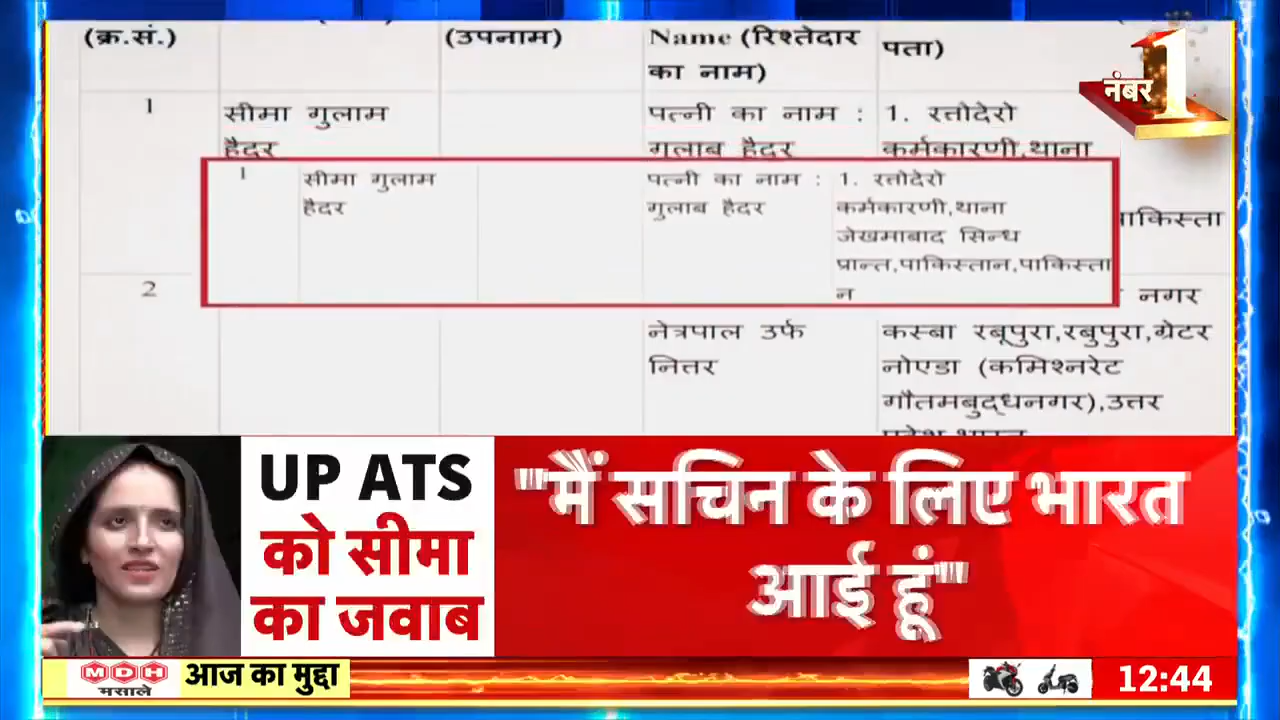 (क्र.सं.)
(उपनाम)
Name (रिश्तेदार
का नाम)
पता)
1
सीमा गुलाम
हैदर
पत्नी का नाम :
गुलाब हैदर
1. रत्तोदेरो
कर्मकारणी,थाना
पाकिस्ता
1
सीमा गुलाम
हैदर
पत्नी का नाम :
गुलाब हैदर
1. रत्तोदेरो
कर्मकारणी,थाना
जेखमाबाद सिन्ध
प्रान्त,पाकिस्तान,पाकिस्ता
न
2
नेत्रपाल उर्फ
नित्तर
नगर
कस्बा रबूपुरा,रबुपुरा,ग्रेटर
नोएडा (कमिश्नरेट
गौतमबुद्धनगर),उत्तर
नंबर 1
UP ATS
को सीमा
का जवाब
"मैं सचिन के लिए भारत
आई हूं"
MDH
मसाले
आज का मुद्दा
12:44